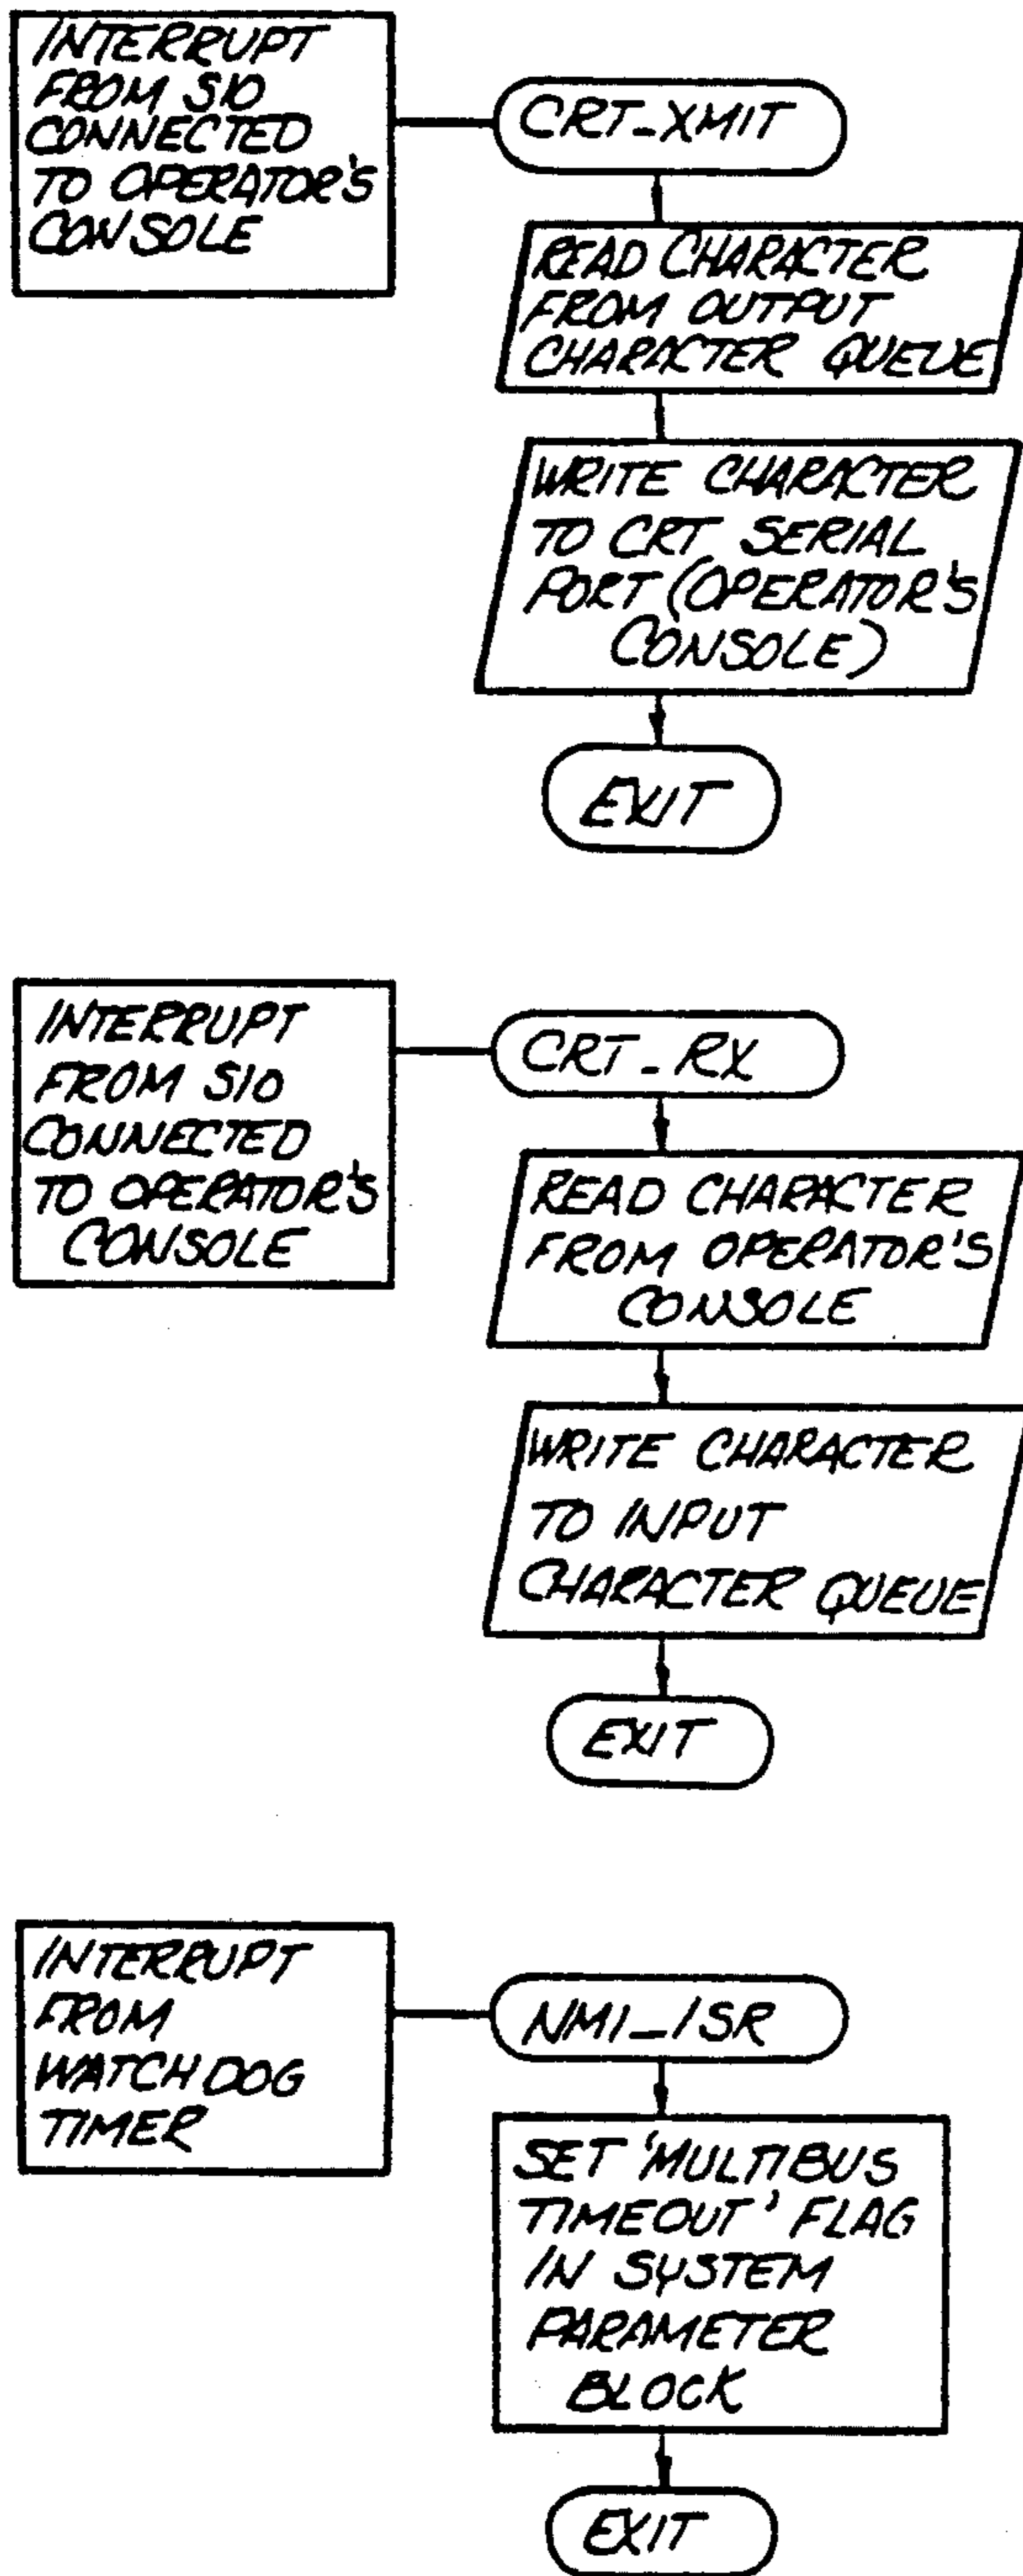 INTERRUPT
FROM SIO
CONNECTED
TO OPERATOR'S
CONSOLE
CRT-XMIT
READ CHARACTER
FROM OUTPUT
CHARACTER QUEUE
WRITE CHARACTER
TO CRT SERIAL
PORT (OPERATOR'S
CONSOLE)
EXIT
INTERRUPT
FROM SIO
CONNECTED
TO OPERATOR'S
CONSOLE
CRT_RX
READ CHARACTER
FROM OPERATOR'S
CONSOLE
WRITE CHARACTER
TO INPUT
CHARACTER QUEUE
EXIT
INTERRUPT
FROM
WATCHDOG
TIMER
NMI_ISR
SET 'MULTIBUS
TIMEOUT' FLAG
IN SYSTEM
PARAMETER
BLOCK
EXIT